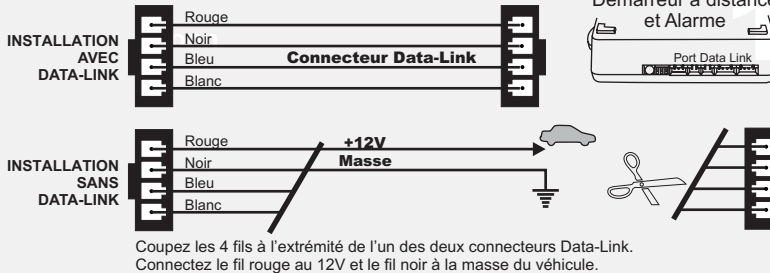 INSTALLATION
AVEC
DATA-LINK
Rouge
Noir
Bleu
Blanc
Connecteur Data-Link
Démarreur à distance
et Alarme
Port Data Link
INSTALLATION
SANS
DATA-LINK
Rouge
Noir
Bleu
Blanc
+12V
Masse
Coupez les 4 fils à l'extrémité de l'un des deux connecteurs Data-Link.
Connectez le fil rouge au 12V et le fil noir à la masse du véhicule.